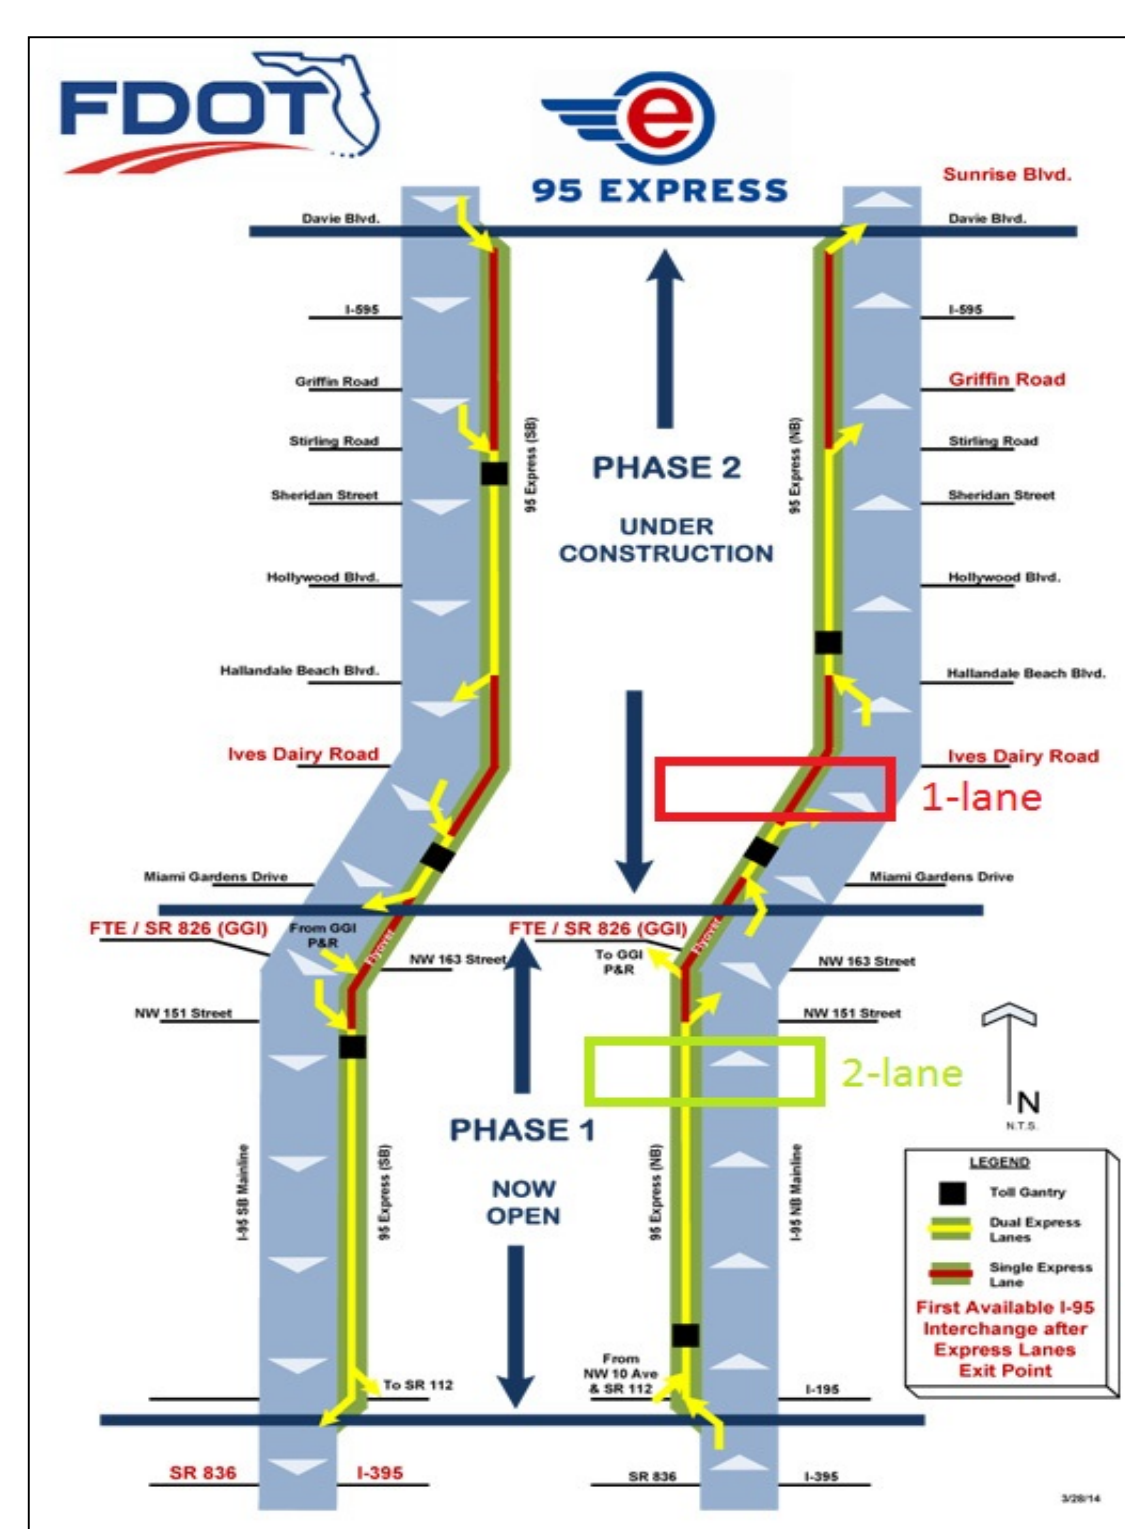 FDOT
e
95 EXPRESS
Sunrise Blvd.
Davie Blvd.
Davie Blvd.
I-595
I-595
Griffin Road
Griffin Road
Stirling Road
Stirling Road
95 Express (SB)
95 Express (NB)
PHASE 2
Sheridan Street
Sheridan Street
UNDER
CONSTRUCTION
Hollywood Blvd.
Hollywood Blvd.
Hallandale Beach Blvd.
Hallandale Beach Blvd.
Ives Dairy Road
Ives Dairy Road
1-lane
Miami Gardens Drive
Miami Gardens Drive
FTE / SR 826 (GGI)
From GGI
P&R
Flyover
FTE / SR 826 (GGI)
To GGI
P&R
Flyover
NW 163 Street
NW 163 Street
NW 151 Street
NW 151 Street
2-lane
N
N.T.S.
PHASE 1
NOW
OPEN
I-95 SB Mainline
95 Express (SB)
95 Express (NB)
I-95 NB Mainline
LEGEND
Toll Gantry
Dual Express
Lanes
Single Express
Lane
First Available I-95
Interchange after
Express Lanes
Exit Point
To SR 112
From
NW 10 Ave
& SR 112
I-195
SR 836
I-395
SR 836
I-395
3/28/14